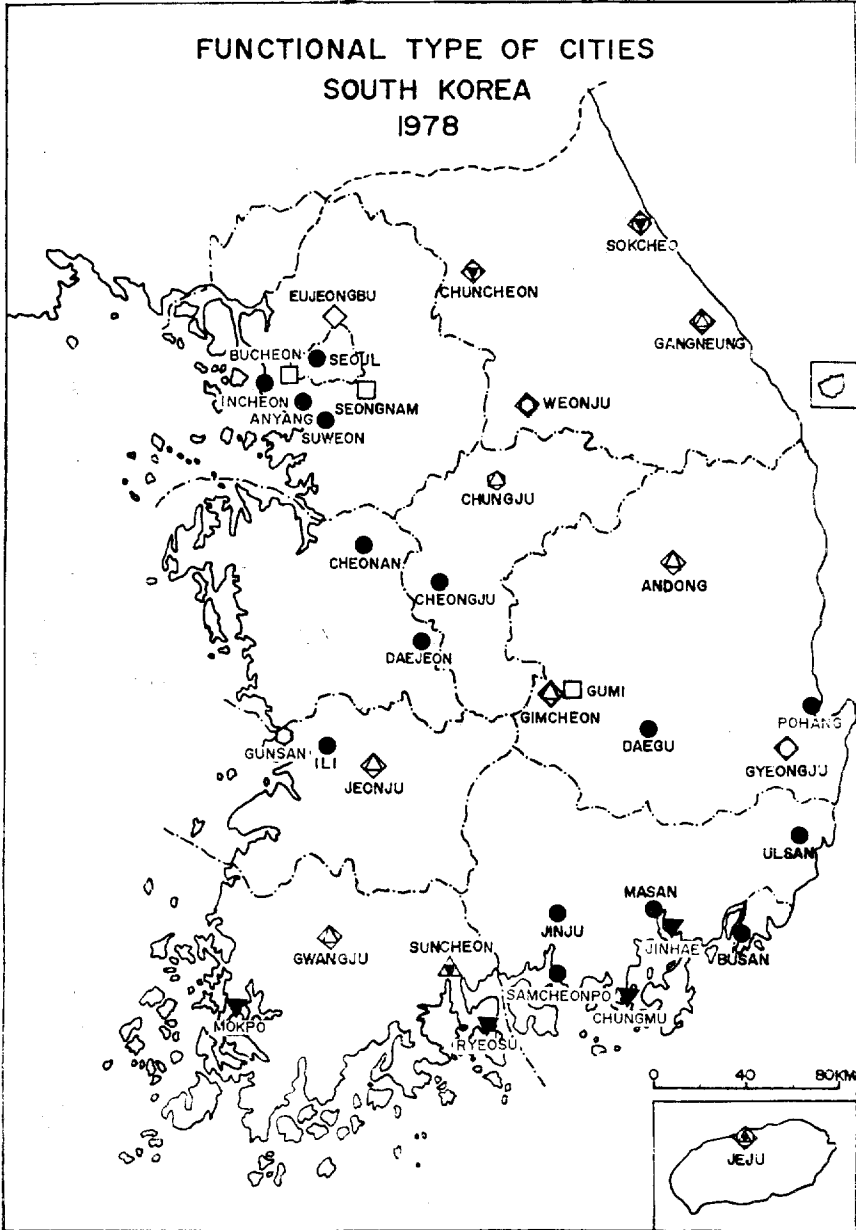 FUNCTIONAL TYPE OF CITIES
SOUTH KOREA
1978
SOKCHEO
CHUNCHEON
EUJEONGBU
GANGNEUNG
BUCHEON
SEOUL
INCHEON
SEONGNAM
WEONJU
ANYANG
SUWEON
CHUNGJU
CHEONAN
ANDONG
CHEONGJU
DAEJEON
GUMI
GIMCHEON
POHANG
GUNSAN
ILI
DAEGU
GYEONGJU
JEONJU
ULSAN
MASAN
JINJU
JINHAE
BUSAN
SUNCHEON
GWANGJU
SAMCHEONPO
CHUNGMU
MOKPO
RYEOSU
0 40 80KM
JEJU